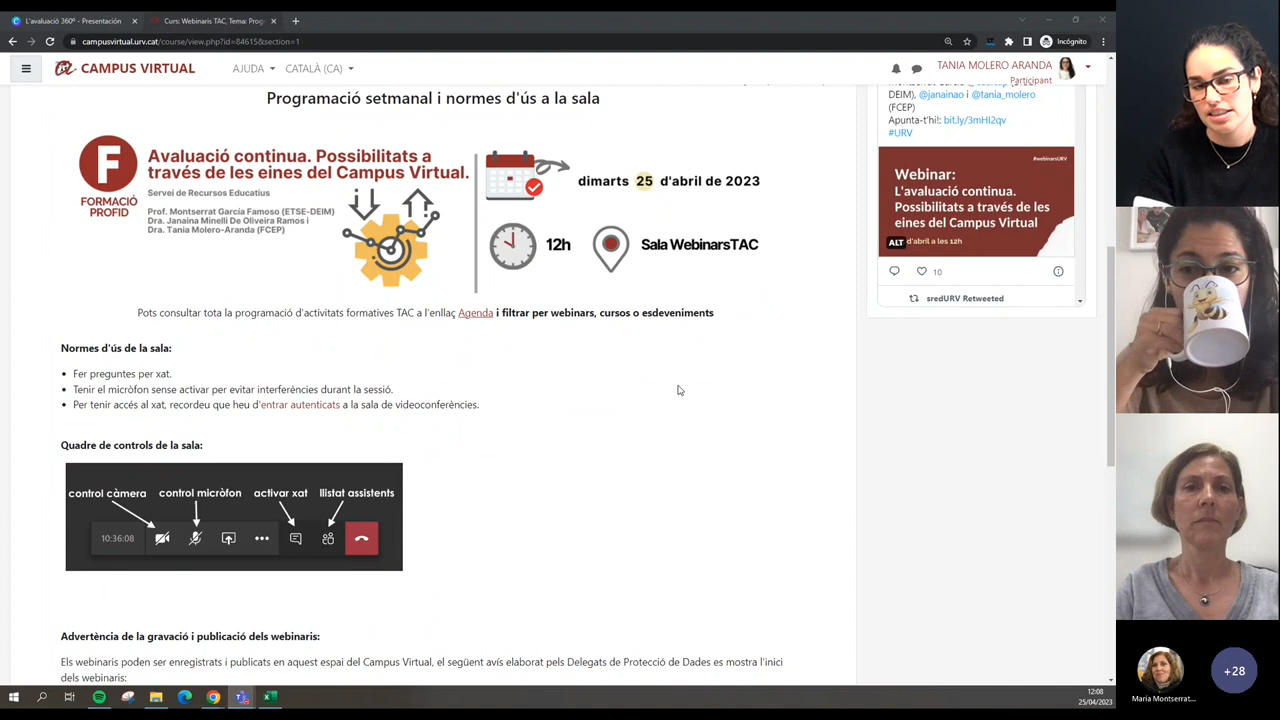 L'avaluació 360º - Presentación
Curs: Webinaris TAC, Tema: Prog
campusvirtual.urv.cat/course/view.php?id=84615&section=1
Incógnito
CAMPUS VIRTUAL
AJUDA
CATALÀ (CA)
TANIA MOLERO ARANDA
Participant
Programació setmanal i normes d'ús a la sala
F
FORMACIÓ
PROFID
Avaluació continua. Possibilitats a
través de les eines del Campus Virtual.
Servei de Recursos Educatius
Prof. Montserrat García Famoso (ETSE-DEIM)
Dra. Janaina Minelli De Oliveira Ramos i
Dra. Tania Molero-Aranda (FCEP)
dimarts 25 d'abril de 2023
12h
Sala WebinarsTAC
Pots consultar tota la programació d'activitats formatives TAC a l'enllaç Agenda i filtrar per webinars, cursos o esdeveniments
Normes d'ús de la sala:
Fer preguntes per xat.
Tenir el micròfon sense activar per evitar interferències durant la sessió.
Per tenir accés al xat, recordeu que heu d'entrar autenticats a la sala de videoconferències.
Quadre de controls de la sala:
control càmera
control micròfon
activar xat
llistat assistents
10:36:08
Advertència de la gravació i publicació dels webinaris:
Els webinaris poden ser enregistrats i publicats en aquest espai del Campus Virtual, el següent avís elaborat pels Delegats de Protecció de Dades es mostra l'inici
dels webinaris:
DEIM), @janainao i @tania_molero
(FCEP)
Apunta-t'hi!: bit.ly/3mHI2qv
#URV
#webinarsURV
Webinar:
L'avaluació continua.
Possibilitats a través de les
eines del Campus Virtual
ALT
d'abril a les 12h
10
sredURV Retweeted
María Montserrat...
+28
12:08
25/04/2023